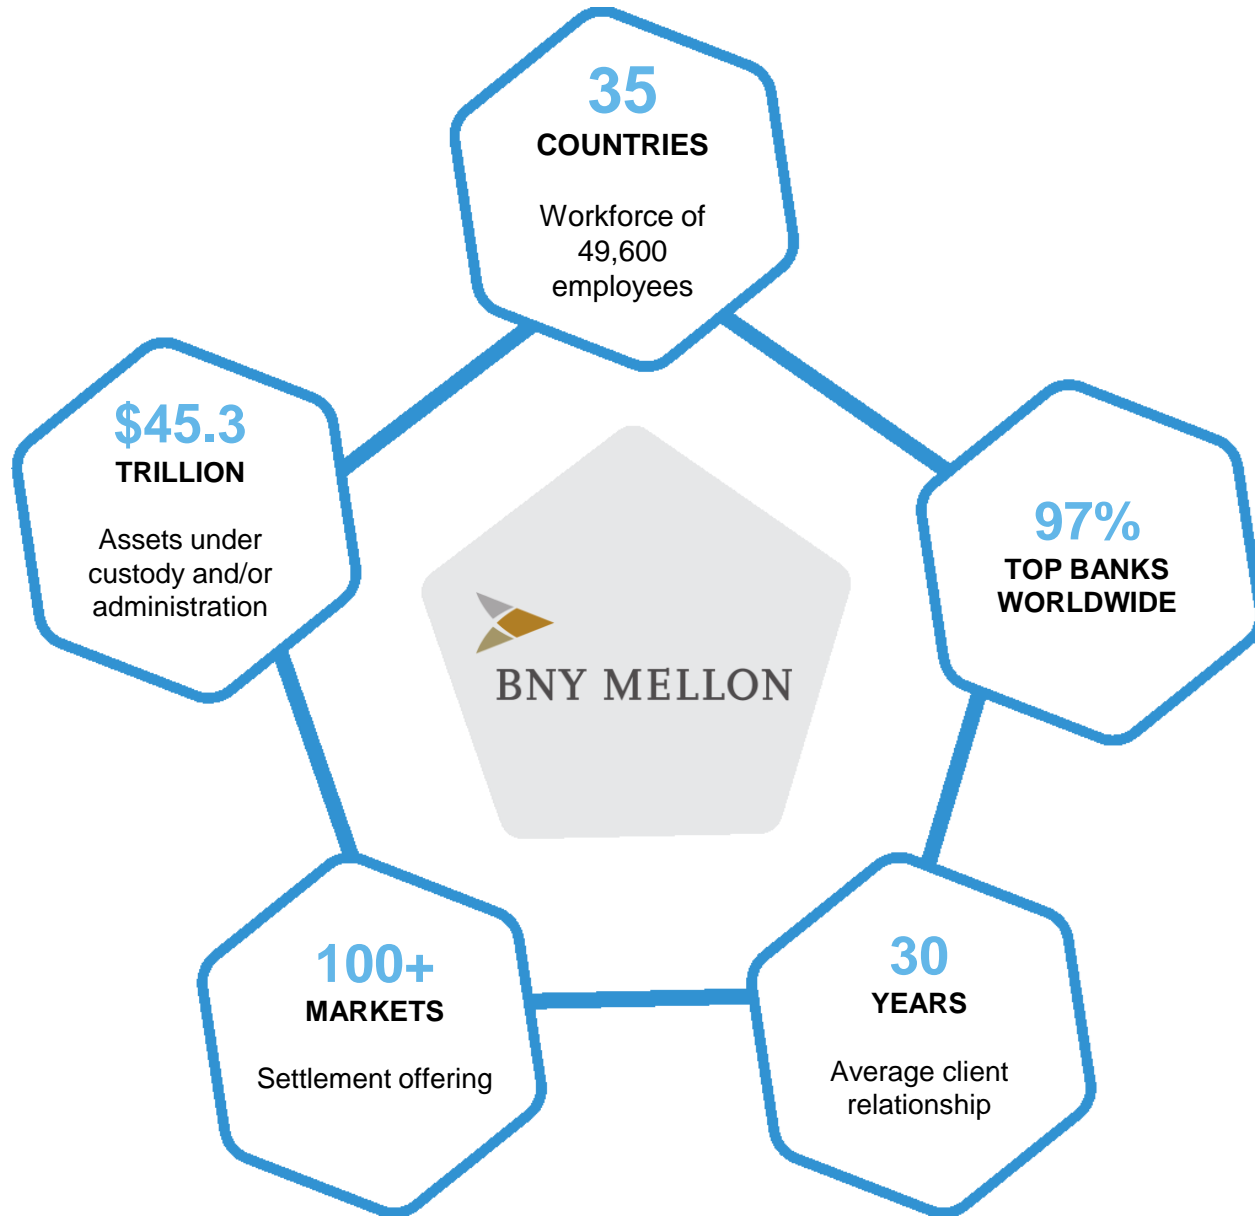 35
COUNTRIES
Workforce of
49,600
employees
$45.3
TRILLION
Assets under
custody and/or
administration
97%
TOP BANKS
WORLDWIDE
BNY MELLON
100+
MARKETS
Settlement offering
30
YEARS
Average client
relationship